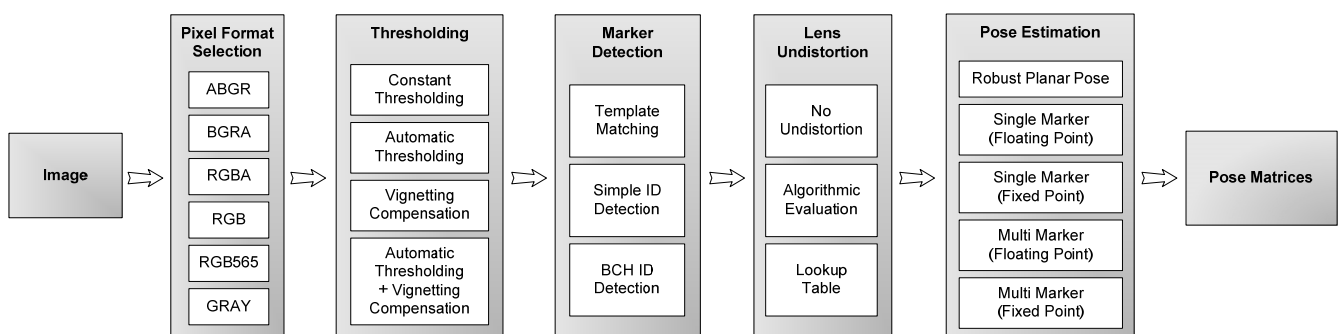 Image
Pixel Format
Selection
ABGR
BGRA
RGBA
RGB
RGB565
GRAY
Thresholding
Constant
Thresholding
Automatic
Thresholding
Vignetting
Compensation
Automatic
Thresholding
+ Vignetting
Compensation
Marker
Detection
Template
Matching
Simple ID
Detection
BCH ID
Detection
Lens
Undistortion
No
Undistortion
Algorithmic
Evaluation
Lookup
Table
Pose Estimation
Robust Planar Pose
Single Marker
(Floating Point)
Single Marker
(Fixed Point)
Multi Marker
(Floating Point)
Multi Marker
(Fixed Point)
Pose Matrices